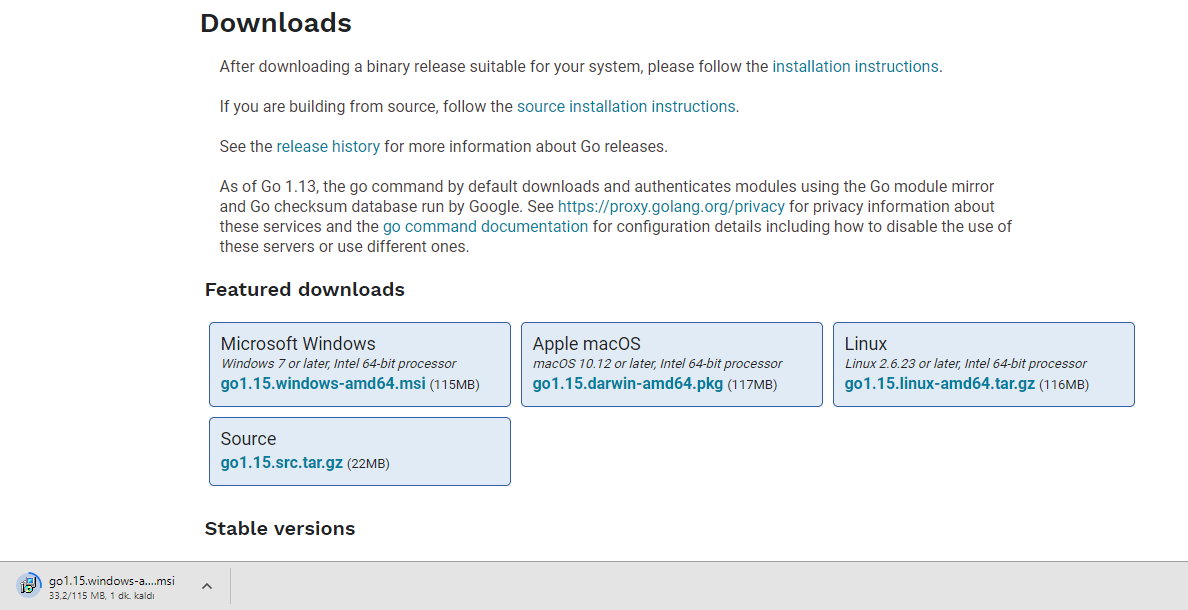 Downloads
After downloading a binary release suitable for your system, please follow the installation instructions.
If you are building from source, follow the source installation instructions.
See the release history for more information about Go releases.
As of Go 1.13, the go command by default downloads and authenticates modules using the Go module mirror
and Go checksum database run by Google. See https://proxy.golang.org/privacy for privacy information about
these services and the go command documentation for configuration details including how to disable the use of
these servers or use different ones.
Featured downloads
Microsoft Windows
Windows 7 or later, Intel 64-bit processor
go1.15.windows-amd64.msi (115MB)
Apple macOS
macOS 10.12 or later, Intel 64-bit processor
go1.15.darwin-amd64.pkg (117MB)
Linux
Linux 2.6.23 or later, Intel 64-bit processor
go1.15.linux-amd64.tar.gz (116MB)
Source
go1.15.src.tar.gz (22MB)
Stable versions
go1.15.windows-a....msi
33,2/115 MB, 1 dk. kaldı